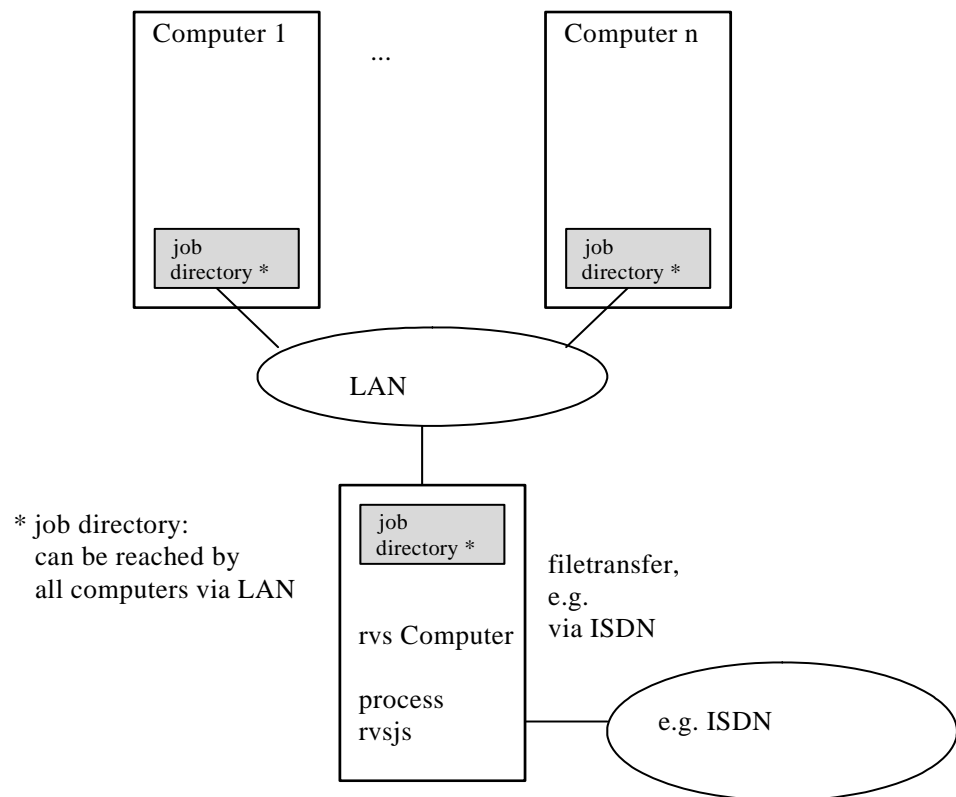 Computer 1
...
Computer n
job
directory *
job
directory *
LAN
* job directory:
can be reached by
all computers via LAN
job
directory *
rvs Computer
process
rvsjs
filetransfer,
e.g.
via ISDN
e.g. ISDN